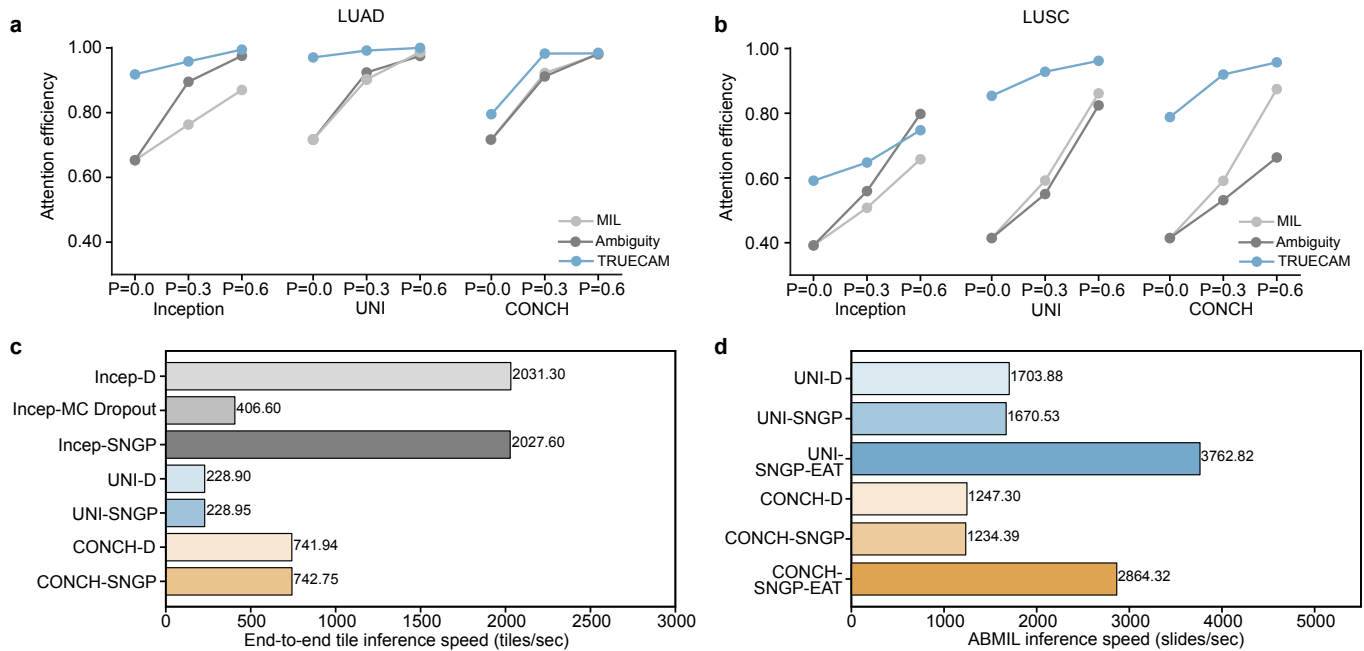 a
LUAD
Attention efficiency
1.00
0.80
0.60
0.40
MIL
Ambiguity
TRUECAM
P=0.0 P=0.3 P=0.6 P=0.0 P=0.3 P=0.6 P=0.0 P=0.3 P=0.6
Inception UNI CONCH
b
LUSC
Attention efficiency
1.00
0.80
0.60
0.40
MIL
Ambiguity
TRUECAM
P=0.0 P=0.3 P=0.6 P=0.0 P=0.3 P=0.6 P=0.0 P=0.3 P=0.6
Inception UNI CONCH
c
Incep-D 2031.30
Incep-MC Dropout 406.60
Incep-SNGP 2027.60
UNI-D 228.90
UNI-SNGP 228.95
CONCH-D 741.94
CONCH-SNGP 742.75
0 500 1000 1500 2000 2500 3000
End-to-end tile inference speed (tiles/sec)
d
UNI-D 1703.88
UNI-SNGP 1670.53
UNI-
SNGP-EAT 3762.82
CONCH-D 1247.30
CONCH-SNGP 1234.39
CONCH-
SNGP-EAT 2864.32
0 1000 2000 3000 4000 5000
ABMIL inference speed (slides/sec)